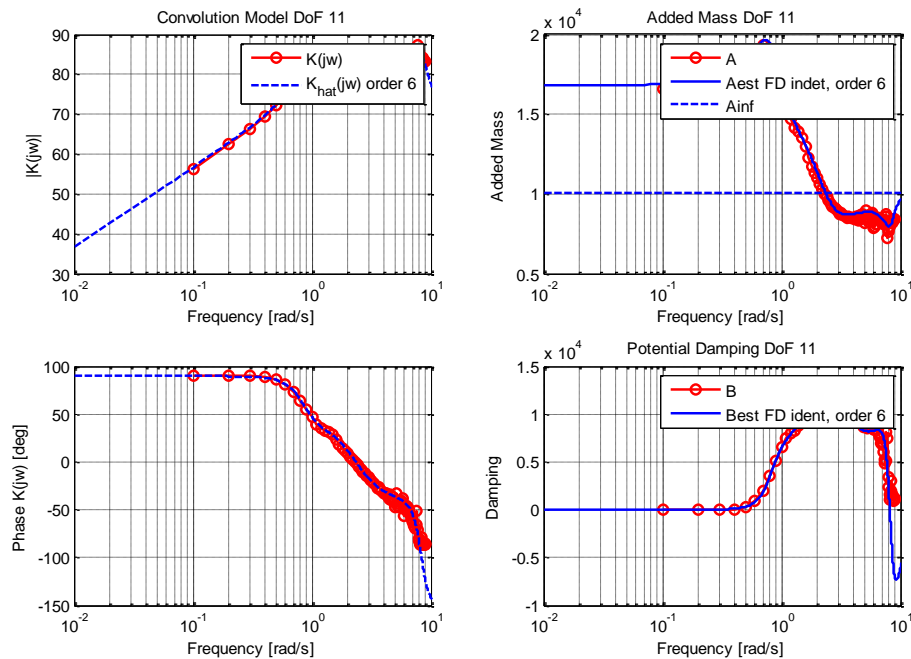 Convolution Model DoF 11
|K(jw)|
90
80
70
60
50
40
30
K(jw)
K_hat(jw) order 6
10^-2 10^-1 10^0 10^1
Frequency [rad/s]
Added Mass DoF 11
x 10^4
Added Mass
2
1.5
1
0.5
A
Aest FD indet, order 6
Ainf
10^-2 10^-1 10^0 10^1
Frequency [rad/s]
Phase K(jw) [deg]
100
50
0
-50
-100
-150
10^-2 10^-1 10^0 10^1
Frequency [rad/s]
Potential Damping DoF 11
x 10^4
Damping
1.5
1
0.5
0
-0.5
-1
B
Best FD ident, order 6
10^-2 10^-1 10^0 10^1
Frequency [rad/s]